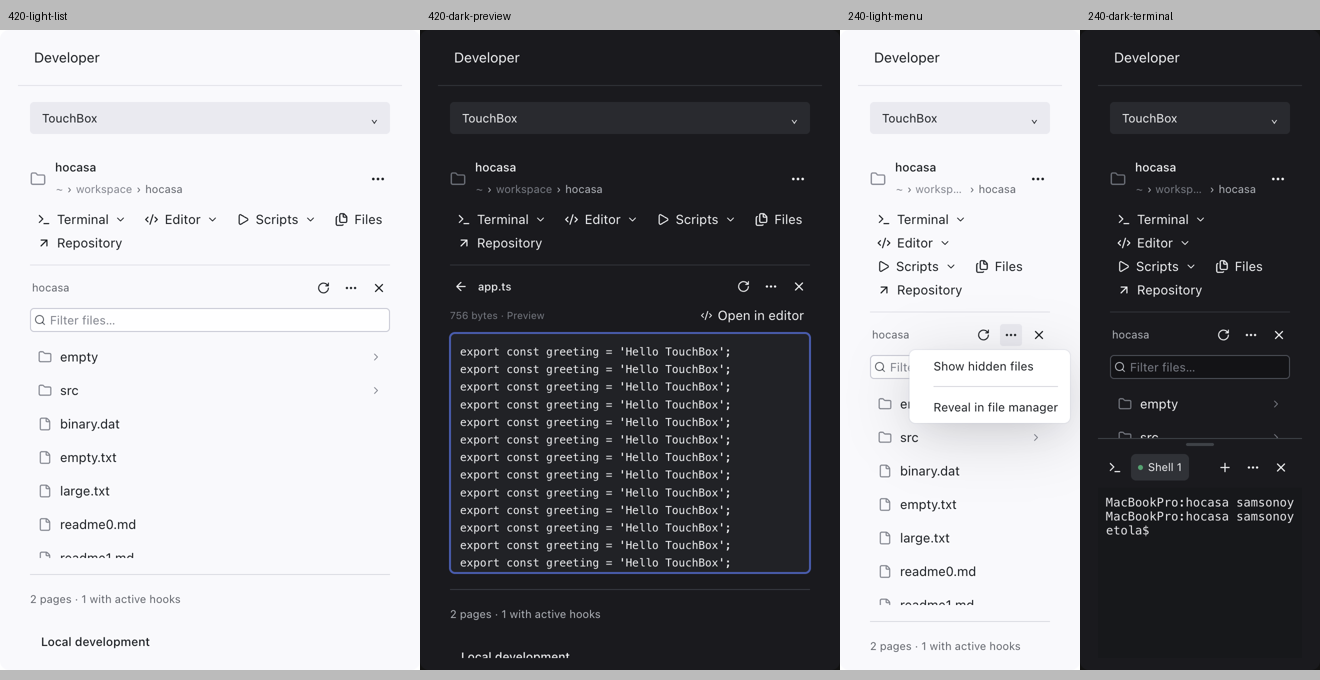 420-light-list
Developer
TouchBox
hocasa
~ › workspace › hocasa
Terminal Editor Scripts Files
Repository
hocasa
Filter files...
empty
src
binary.dat
empty.txt
large.txt
readme0.md
readme1.md
2 pages · 1 with active hooks
Local development
420-dark-preview
Developer
TouchBox
hocasa
~ › workspace › hocasa
Terminal </> Editor Scripts Files
Repository
app.ts
756 bytes · Preview </> Open in editor
export const greeting = 'Hello TouchBox';
export const greeting = 'Hello TouchBox';
export const greeting = 'Hello TouchBox';
export const greeting = 'Hello TouchBox';
export const greeting = 'Hello TouchBox';
export const greeting = 'Hello TouchBox';
export const greeting = 'Hello TouchBox';
export const greeting = 'Hello TouchBox';
export const greeting = 'Hello TouchBox';
export const greeting = 'Hello TouchBox';
export const greeting = 'Hello TouchBox';
export const greeting = 'Hello TouchBox';
export const greeting = 'Hello TouchBox';
2 pages · 1 with active hooks
Local development
240-light-menu
Developer
TouchBox
hocasa
~ › worksp... › hocasa
Terminal
Editor
Scripts Files
Repository
hocasa
Show hidden files
Reveal in file manager
src
binary.dat
empty.txt
large.txt
readme0.md
readme1.md
2 pages · 1 with active hooks
240-dark-terminal
Developer
TouchBox
hocasa
~ › worksp... › hocasa
Terminal
Editor
Scripts Files
Repository
hocasa
Filter files...
empty
src
Shell 1
MacBookPro:hocasa samsonoy
MacBookPro:hocasa samsonoy
etola$